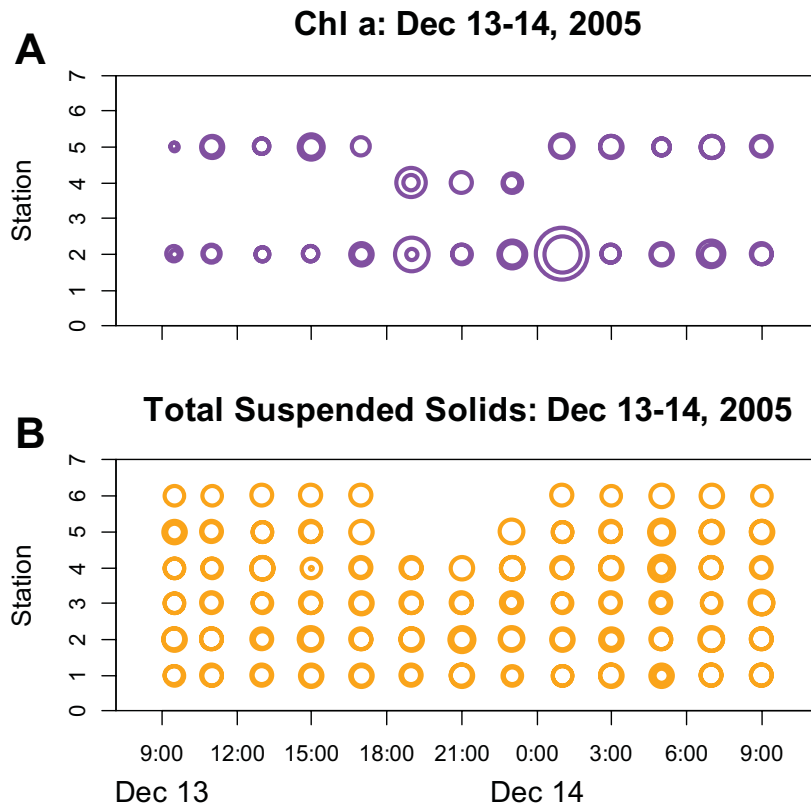 Chl a: Dec 13-14, 2005
A
7
6
5
4
3
2
1
0
Station
Total Suspended Solids: Dec 13-14, 2005
B
7
6
5
4
3
2
1
0
Station
9:00 12:00 15:00 18:00 21:00 0:00 3:00 6:00 9:00
Dec 13 Dec 14